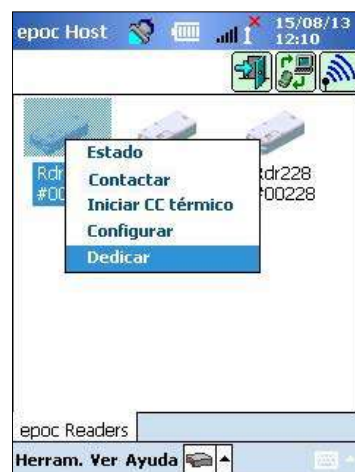 epoc Host
15/08/13
12:10
Estado
Contactar
Iniciar CC térmico
Configurar
Dedicar
Rdr
#00
dr228
00228
epoc Readers
Herram. Ver Ayuda